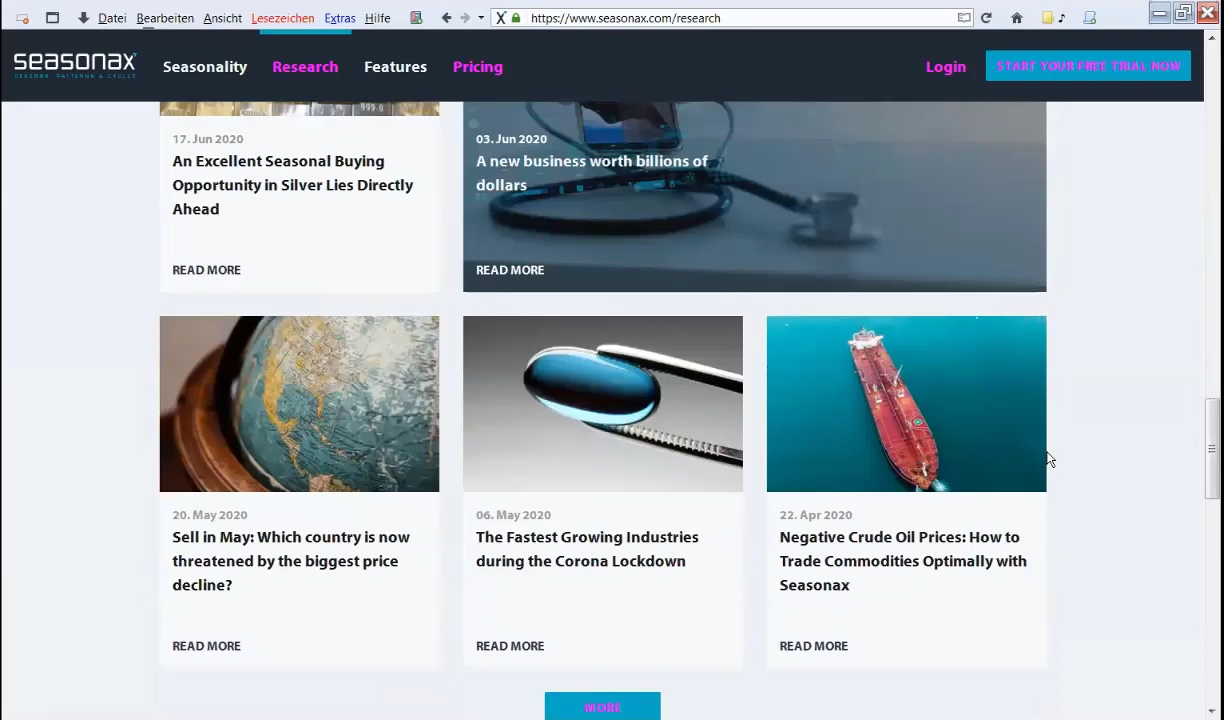 Datei Bearbeiten Ansicht Lesezeichen Extras Hilfe
https://www.seasonax.com/research
seasonax
SEASONS, PATTERNS & CYCLES
Seasonality Research Features Pricing Login START YOUR FREE TRIAL NOW
17. Jun 2020
An Excellent Seasonal Buying
Opportunity in Silver Lies Directly
Ahead
READ MORE
03. Jun 2020
A new business worth billions of
dollars
READ MORE
20. May 2020
Sell in May: Which country is now
threatened by the biggest price
decline?
READ MORE
06. May 2020
The Fastest Growing Industries
during the Corona Lockdown
READ MORE
22. Apr 2020
Negative Crude Oil Prices: How to
Trade Commodities Optimally with
Seasonax
READ MORE
MORE